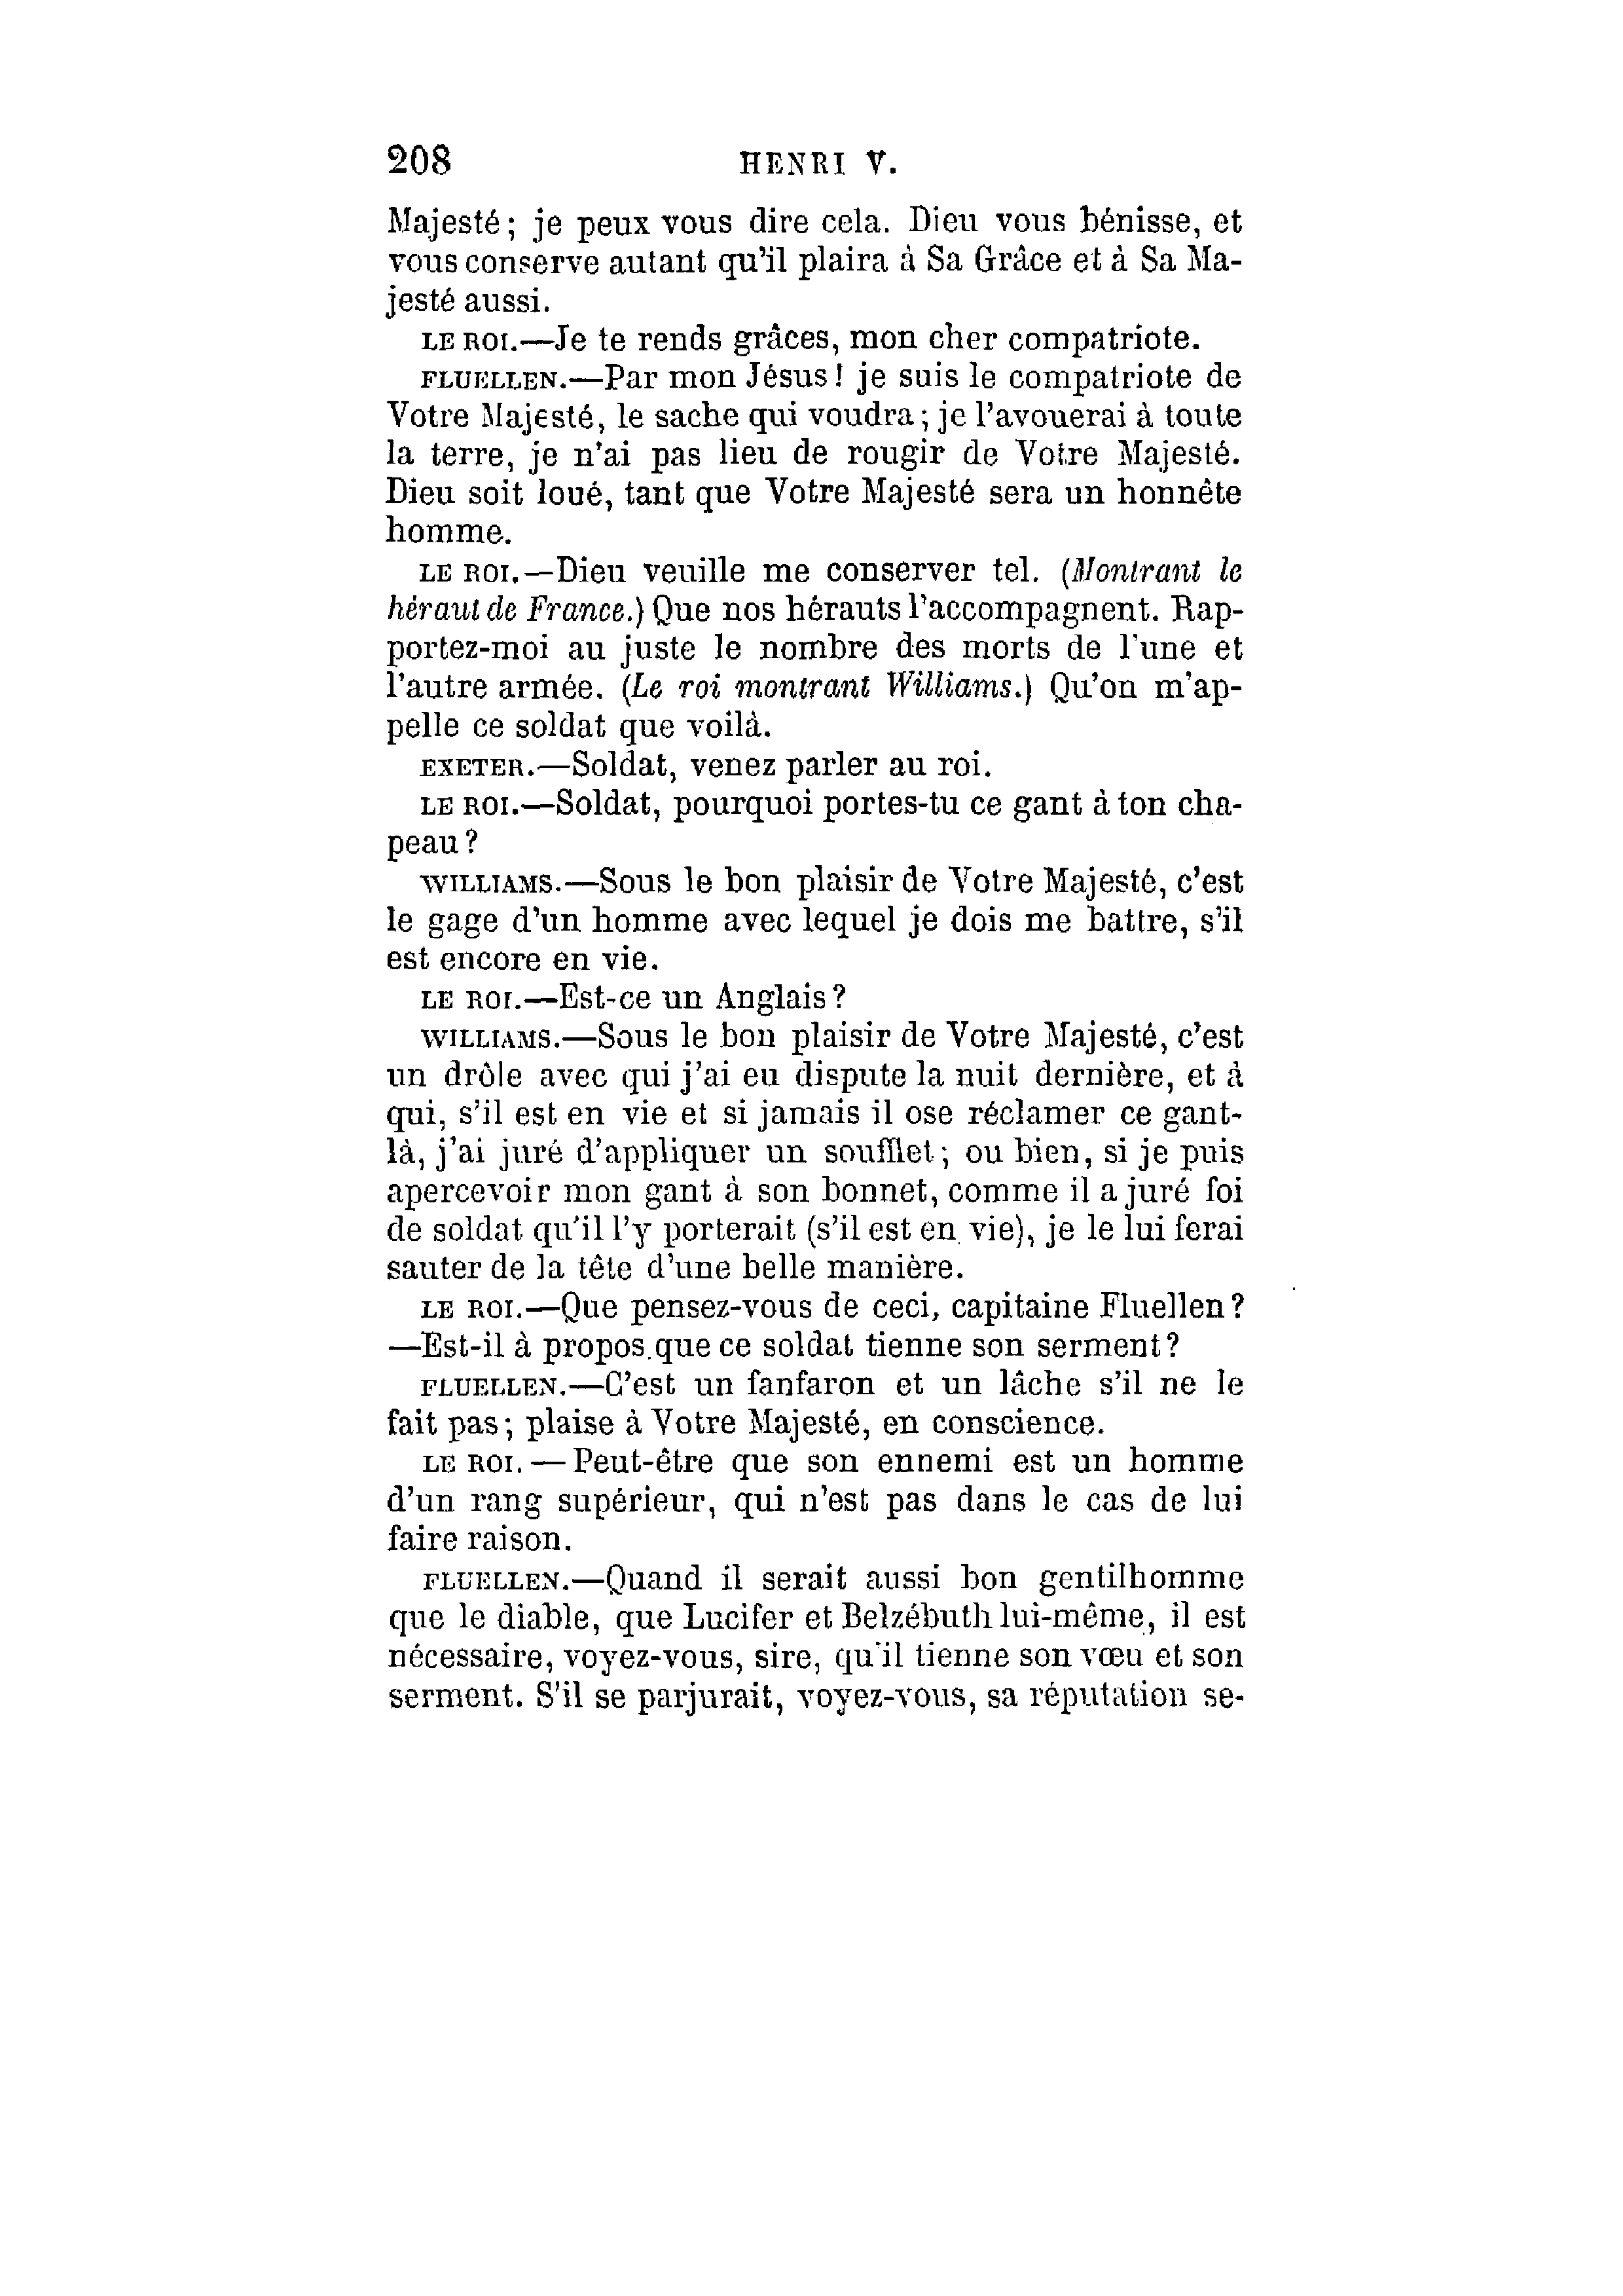 208 HENRI V.
Majesté; je peux vous dire cela. Dieu vous bénisse, et
vous conserve autant qu'il plaira à Sa Grâce et à Sa Ma-
jesté aussi.
LE ROI.—Je te rends grâces, mon cher compatriote.
FLUELLEN.—Par mon Jésus! je suis le compatriote de
Votre Majesté, le sache qui voudra; je l'avouerai à toute
la terre, je n'ai pas lieu de rougir de Votre Majesté.
Dieu soit loué, tant que Votre Majesté sera un honnête
homme.
LE ROI.—Dieu veuille me conserver tel. (Montrant le
héraut de France.) Que nos hérauts l'accompagnent. Rap-
portez-moi au juste le nombre des morts de l'une et
l'autre armée. (Le roi montrant Williams.) Qu'on m'ap-
pelle ce soldat que voilà.
EXETER.—Soldat, venez parler au roi.
LE ROI.—Soldat, pourquoi portes-tu ce gant à ton cha-
peau?
WILLIAMS.—Sous le bon plaisir de Votre Majesté, c'est
le gage d'un homme avec lequel je dois me battre, s'il
est encore en vie.
LE ROI.—Est-ce un Anglais?
WILLIAMS.—Sous le bon plaisir de Votre Majesté, c'est
un drôle avec qui j'ai eu dispute la nuit dernière, et à
qui, s'il est en vie et si jamais il ose réclamer ce gant-
là, j'ai juré d'appliquer un soufflet; ou bien, si je puis
apercevoir mon gant à son bonnet, comme il a juré foi
de soldat qu'il l'y porterait (s'il est en vie), je le lui ferai
sauter de la tête d'une belle manière.
LE ROI.—Que pensez-vous de ceci, capitaine Fluellen?
—Est-il à propos que ce soldat tienne son serment?
FLUELLEN.—C'est un fanfaron et un lâche s'il ne le
fait pas; plaise à Votre Majesté, en conscience.
LE ROI.—Peut-être que son ennemi est un homme
d'un rang supérieur, qui n'est pas dans le cas de lui
faire raison.
FLUELLEN.—Quand il serait aussi bon gentilhomme
que le diable, que Lucifer et Belzébuth lui-même, il est
nécessaire, voyez-vous, sire, qu'il tienne son vœu et son
serment. S'il se parjurait, voyez-vous, sa réputation se-